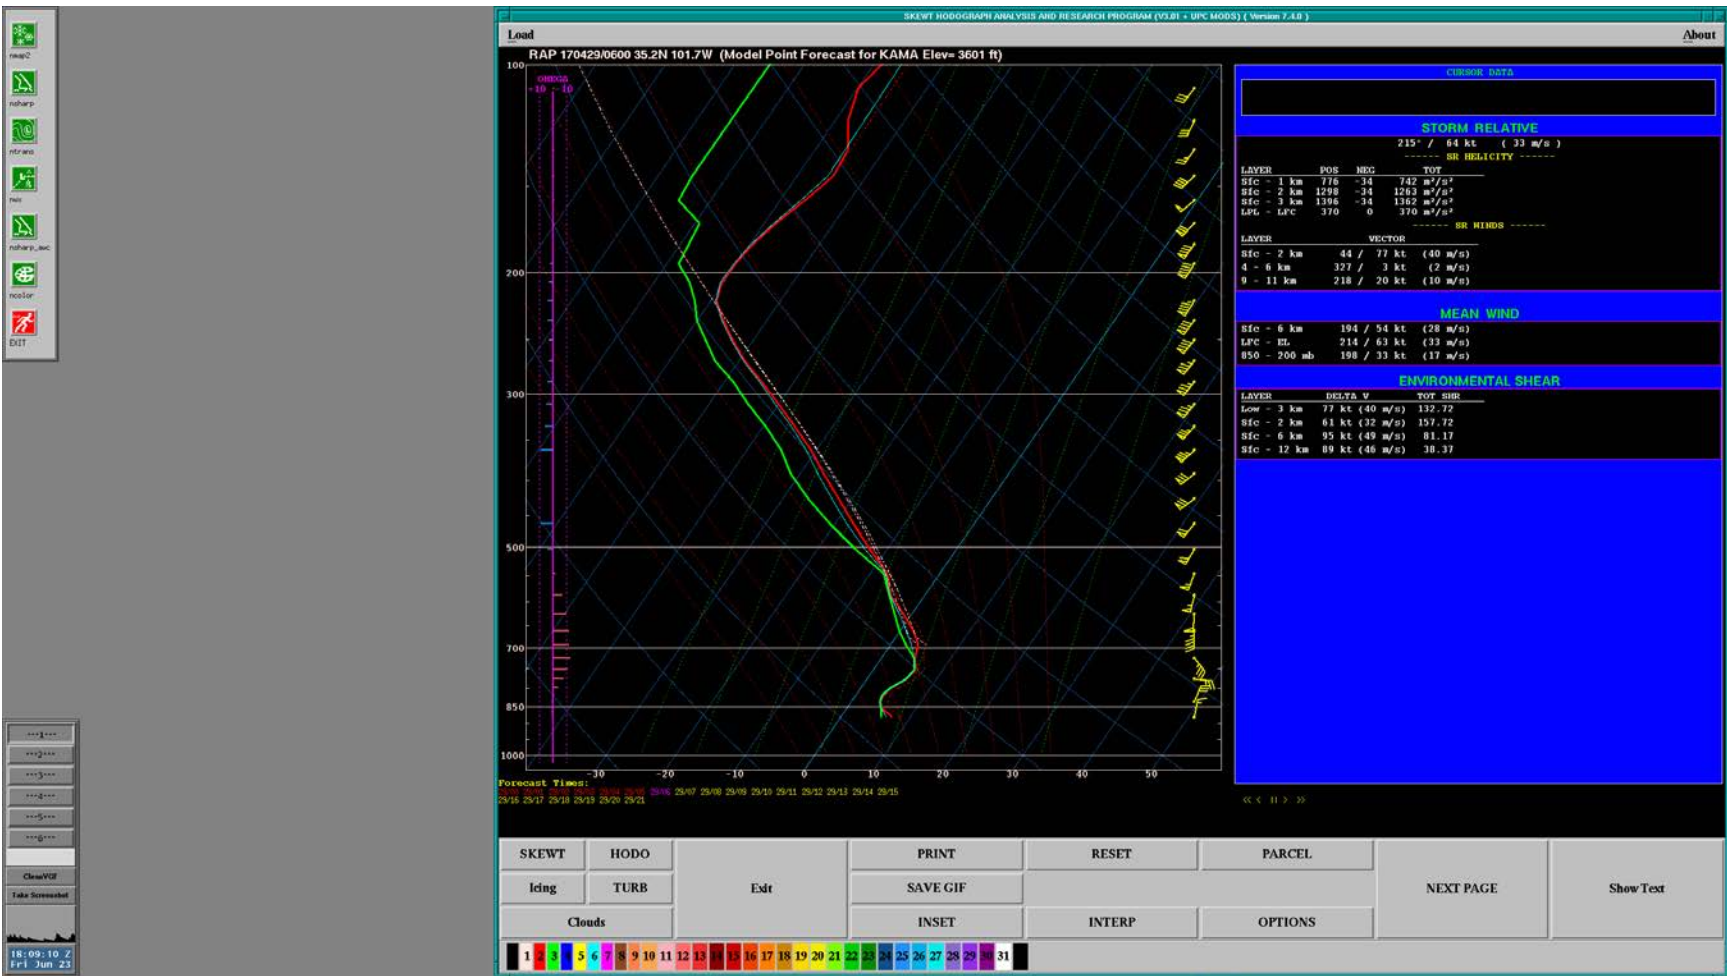 SKEWT HODOGRAPH ANALYSIS AND RESEARCH PROGRAM (V3.01 + UPC MODS) ( Version 7.4.0 )
Load
About
nmap2
nsharp
ntrans
nwx
nsharp_awc
ncolor
EXIT
RAP 170429/0600 35.2N 101.7W (Model Point Forecast for KAMA Elev= 3601 ft)
OMEGA
-10 -10
100
200
300
500
700
850
1000
-30 -20 -10 0 10 20 30 40 50
Forecast Times:
29/06 29/07 29/08 29/09 29/10 29/11 29/12 29/13 29/14 29/15
29/16 29/17 29/18 29/19 29/20 29/21
CURSOR DATA
STORM RELATIVE
215° / 64 kt ( 33 m/s )
------ SR HELICITY ------
LAYER POS NEG TOT
Sfc - 1 km 776 -34 742 m²/s²
Sfc - 2 km 1298 -34 1263 m²/s²
Sfc - 3 km 1396 -34 1362 m²/s²
LPL - LFC 370 0 370 m²/s²
------ SR WINDS ------
LAYER VECTOR
Sfc - 2 km 44 / 77 kt (40 m/s)
4 - 6 km 327 / 3 kt (2 m/s)
9 - 11 km 218 / 20 kt (10 m/s)
MEAN WIND
Sfc - 6 km 194 / 54 kt (28 m/s)
LFC - EL 214 / 63 kt (33 m/s)
850 - 200 mb 198 / 33 kt (17 m/s)
ENVIRONMENTAL SHEAR
LAYER DELTA V TOT SHR
Low - 3 km 77 kt (40 m/s) 132.72
Sfc - 2 km 61 kt (32 m/s) 157.72
Sfc - 6 km 95 kt (49 m/s) 81.17
Sfc - 12 km 89 kt (46 m/s) 38.37
<< < || > >>
SKEWT HODO PRINT RESET PARCEL
Icing TURB Exit SAVE GIF NEXT PAGE Show Text
Clouds INSET INTERP OPTIONS
1 2 3 4 5 6 7 8 9 10 11 12 13 14 15 16 17 18 19 20 21 22 23 24 25 26 27 28 29 30 31
---1---
---2---
---3---
---4---
---5---
---6---
CleanVGF
Take Screenshot
18:09:10 Z
Fri Jun 23